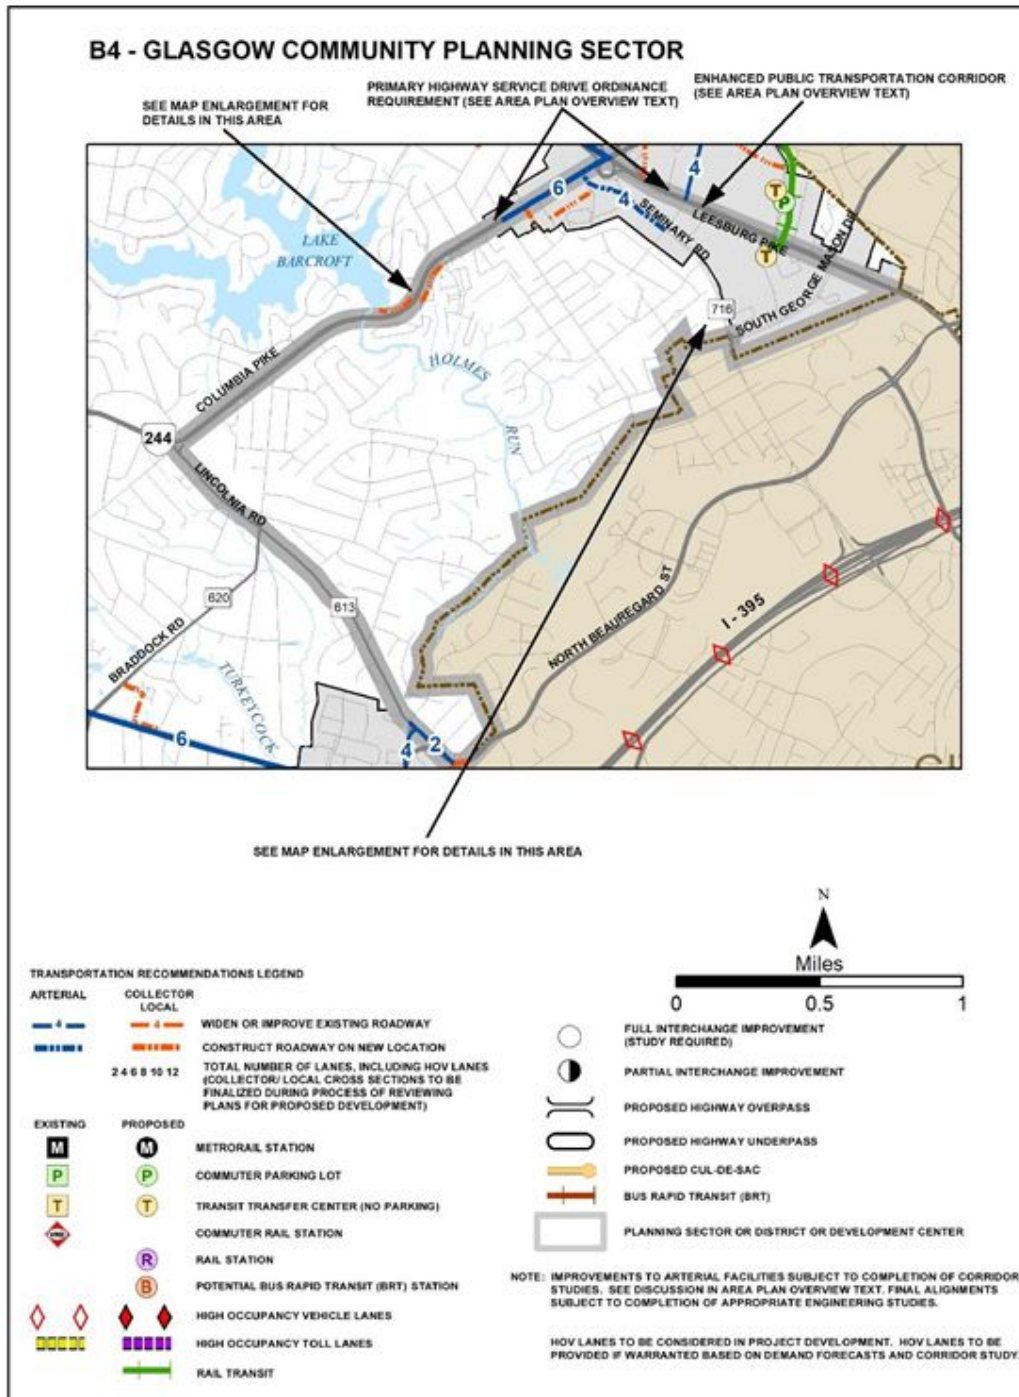 B4 - GLASGOW COMMUNITY PLANNING SECTOR
PRIMARY HIGHWAY SERVICE DRIVE ORDINANCE
REQUIREMENT (SEE AREA PLAN OVERVIEW TEXT)
ENHANCED PUBLIC TRANSPORTATION CORRIDOR
(SEE AREA PLAN OVERVIEW TEXT)
SEE MAP ENLARGEMENT FOR
DETAILS IN THIS AREA
6
4
4
T
P
T
SEMINARY RD
LEESBURG PIKE
SOUTH GEORGE MASON DR
716
LAKE
BARCROFT
COLUMBIA PIKE
HOLMES
RUN
244
LINCOLNIA RD
620
613
BRADDOCK RD
TURKEYCOCK
NORTH BEAUREGARD ST
I - 395
6
4
2
SEE MAP ENLARGEMENT FOR DETAILS IN THIS AREA
N
Miles
0 0.5 1
TRANSPORTATION RECOMMENDATIONS LEGEND
ARTERIAL
COLLECTOR
LOCAL
4 4 WIDEN OR IMPROVE EXISTING ROADWAY
CONSTRUCT ROADWAY ON NEW LOCATION
2 4 6 8 10 12 TOTAL NUMBER OF LANES, INCLUDING HOV LANES
(COLLECTOR/ LOCAL CROSS SECTIONS TO BE
FINALIZED DURING PROCESS OF REVIEWING
PLANS FOR PROPOSED DEVELOPMENT)
EXISTING PROPOSED
M M METRORAIL STATION
P P COMMUTER PARKING LOT
T T TRANSIT TRANSFER CENTER (NO PARKING)
VRE COMMUTER RAIL STATION
R RAIL STATION
B POTENTIAL BUS RAPID TRANSIT (BRT) STATION
HIGH OCCUPANCY VEHICLE LANES
HIGH OCCUPANCY TOLL LANES
RAIL TRANSIT
FULL INTERCHANGE IMPROVEMENT
(STUDY REQUIRED)
PARTIAL INTERCHANGE IMPROVEMENT
PROPOSED HIGHWAY OVERPASS
PROPOSED HIGHWAY UNDERPASS
PROPOSED CUL-DE-SAC
BUS RAPID TRANSIT (BRT)
PLANNING SECTOR OR DISTRICT OR DEVELOPMENT CENTER
NOTE: IMPROVEMENTS TO ARTERIAL FACILITIES SUBJECT TO COMPLETION OF CORRIDOR
STUDIES. SEE DISCUSSION IN AREA PLAN OVERVIEW TEXT. FINAL ALIGNMENTS
SUBJECT TO COMPLETION OF APPROPRIATE ENGINEERING STUDIES.
HOV LANES TO BE CONSIDERED IN PROJECT DEVELOPMENT. HOV LANES TO BE
PROVIDED IF WARRANTED BASED ON DEMAND FORECASTS AND CORRIDOR STUDY.